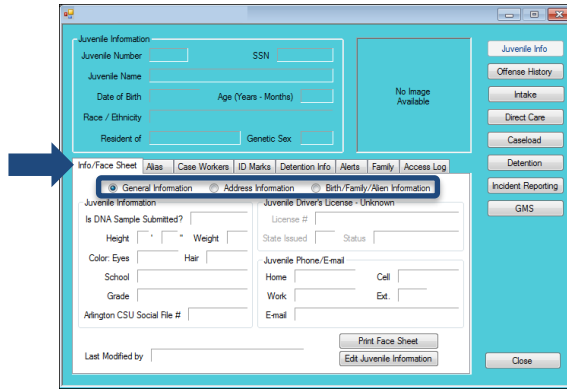 Juvenile Information
Juvenile Number SSN
Juvenile Name
Date of Birth Age (Years - Months)
Race / Ethnicity
Resident of Genetic Sex
No Image
Available
Juvenile Info
Offense History
Intake
Direct Care
Caseload
Detention
Incident Reporting
GMS
Info/Face Sheet Alias Case Workers ID Marks Detention Info Alerts Family Access Log
General Information Address Information Birth/Family/Alien Information
Juvenile Information
Is DNA Sample Submitted?
Height ' " Weight
Color: Eyes Hair
School
Grade
Arlington CSU Social File #
Juvenile Driver's License - Unknown
License #
State Issued Status
Juvenile Phone/E-mail
Home Cell
Work Ext.
E-mail
Print Face Sheet
Last Modified by Edit Juvenile Information
Close